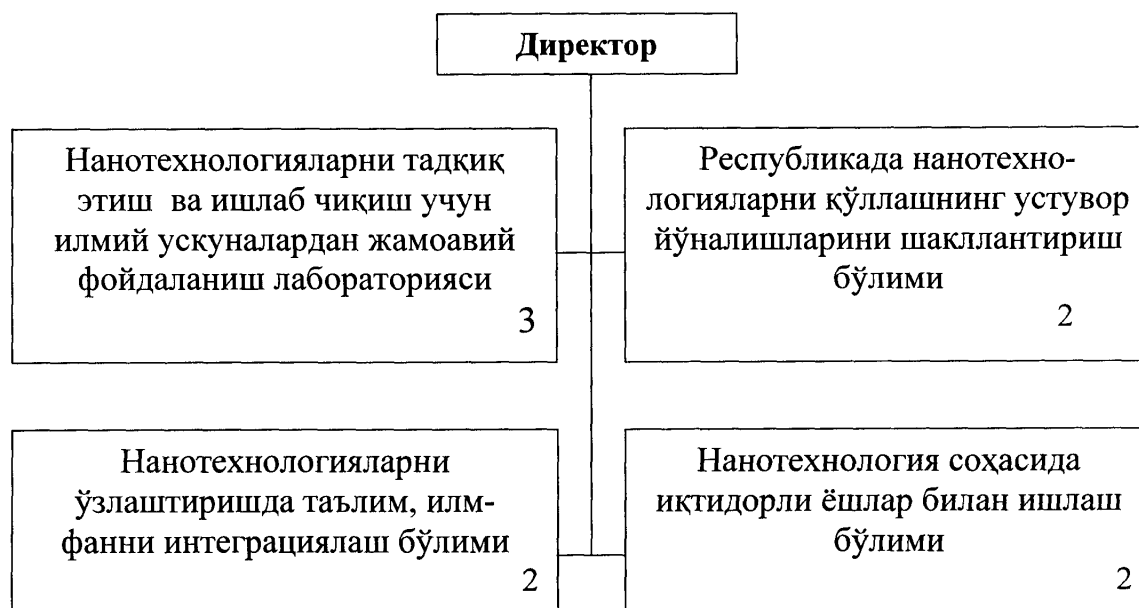 Директор
Нанотехнологияларни тадқиқ
этиш ва ишлаб чиқиш учун
илмий ускуналардан жамоавий
фойдаланиш лабораторияси
3
Республикада нанотехно-
логияларни қўллашнинг устувор
йўналишларини шакллантириш
бўлими
2
Нанотехнологияларни
ўзлаштиришда таълим, илм-
фанни интеграциялаш бўлими
2
Нанотехнология соҳасида
иқтидорли ёшлар билан ишлаш
бўлими
2